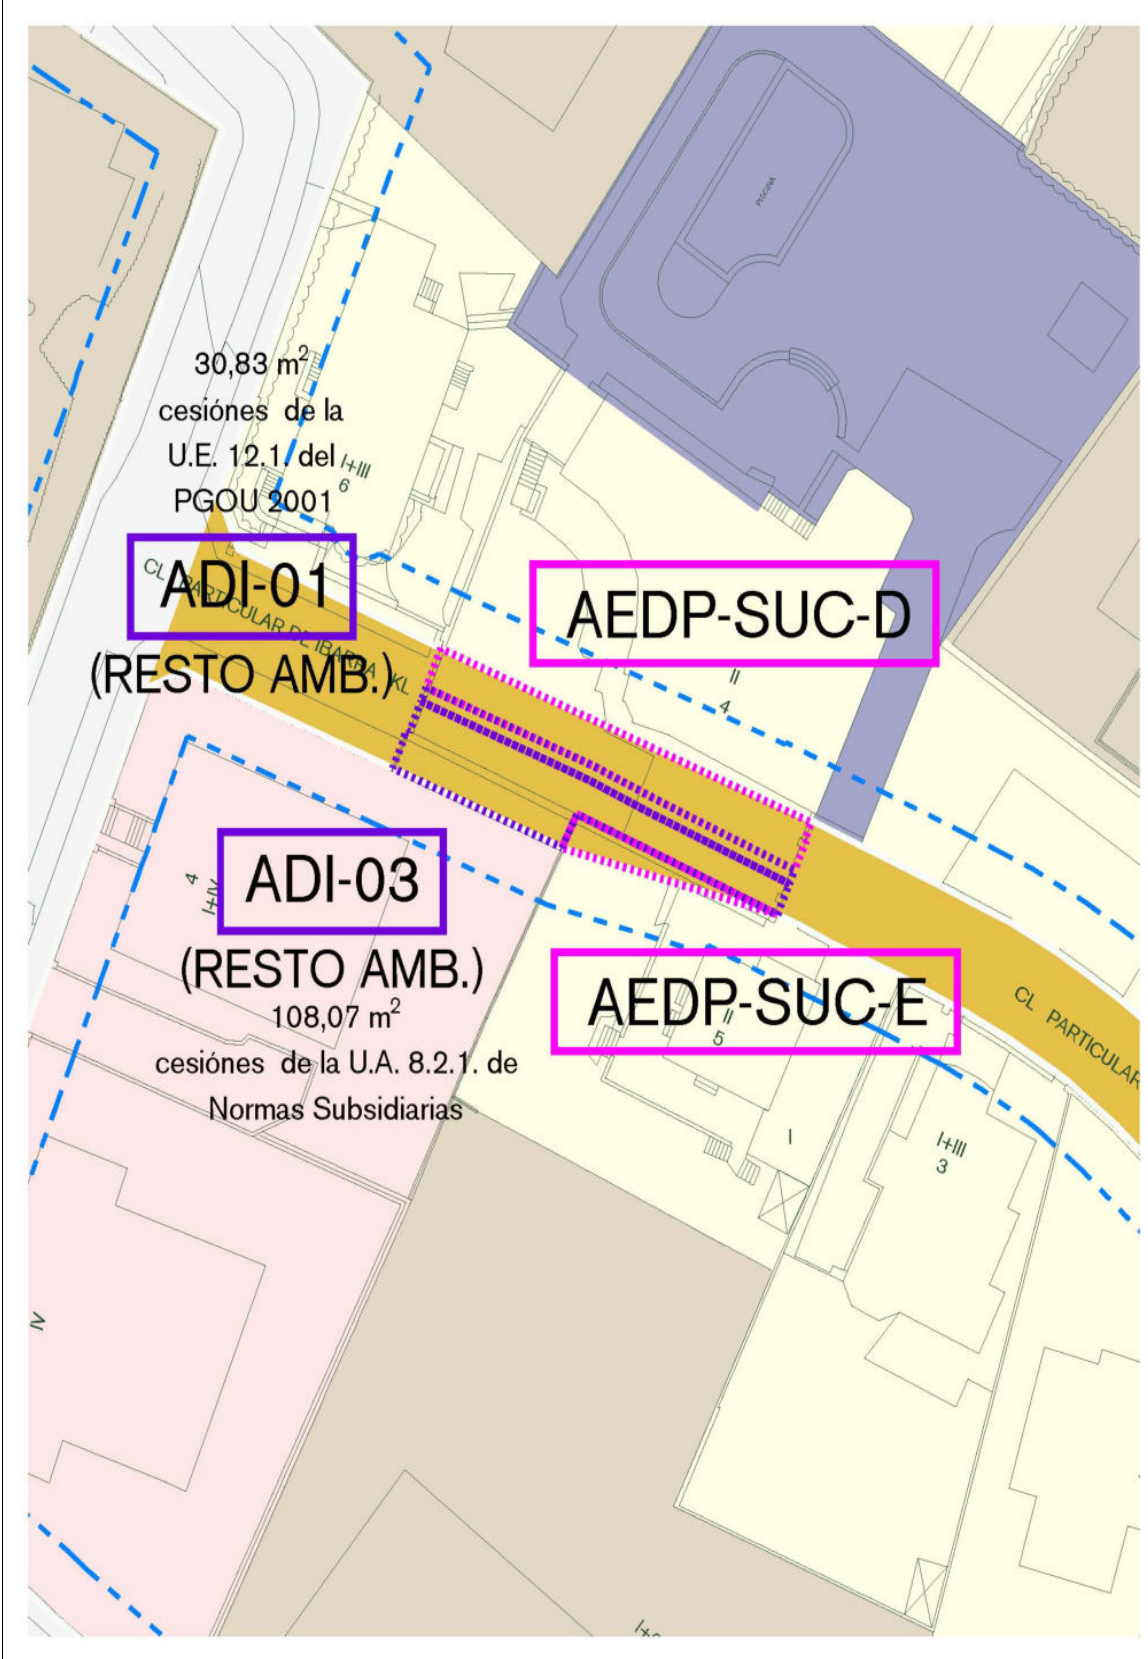 PISCINA
30,83 m²
cesiónes de la
U.E. 12.1. del
PGOU 2001
I+III
6
ADI-01
(RESTO AMB.)
CL PARTICULAR DE IBARRA KL
AEDP-SUC-D
II
4
ADI-03
(RESTO AMB.)
108,07 m²
cesiónes de la U.A. 8.2.1. de
Normas Subsidiarias
4
I+IV
AEDP-SUC-E
II
5
CL PARTICULAR
I
I+III
3
IV